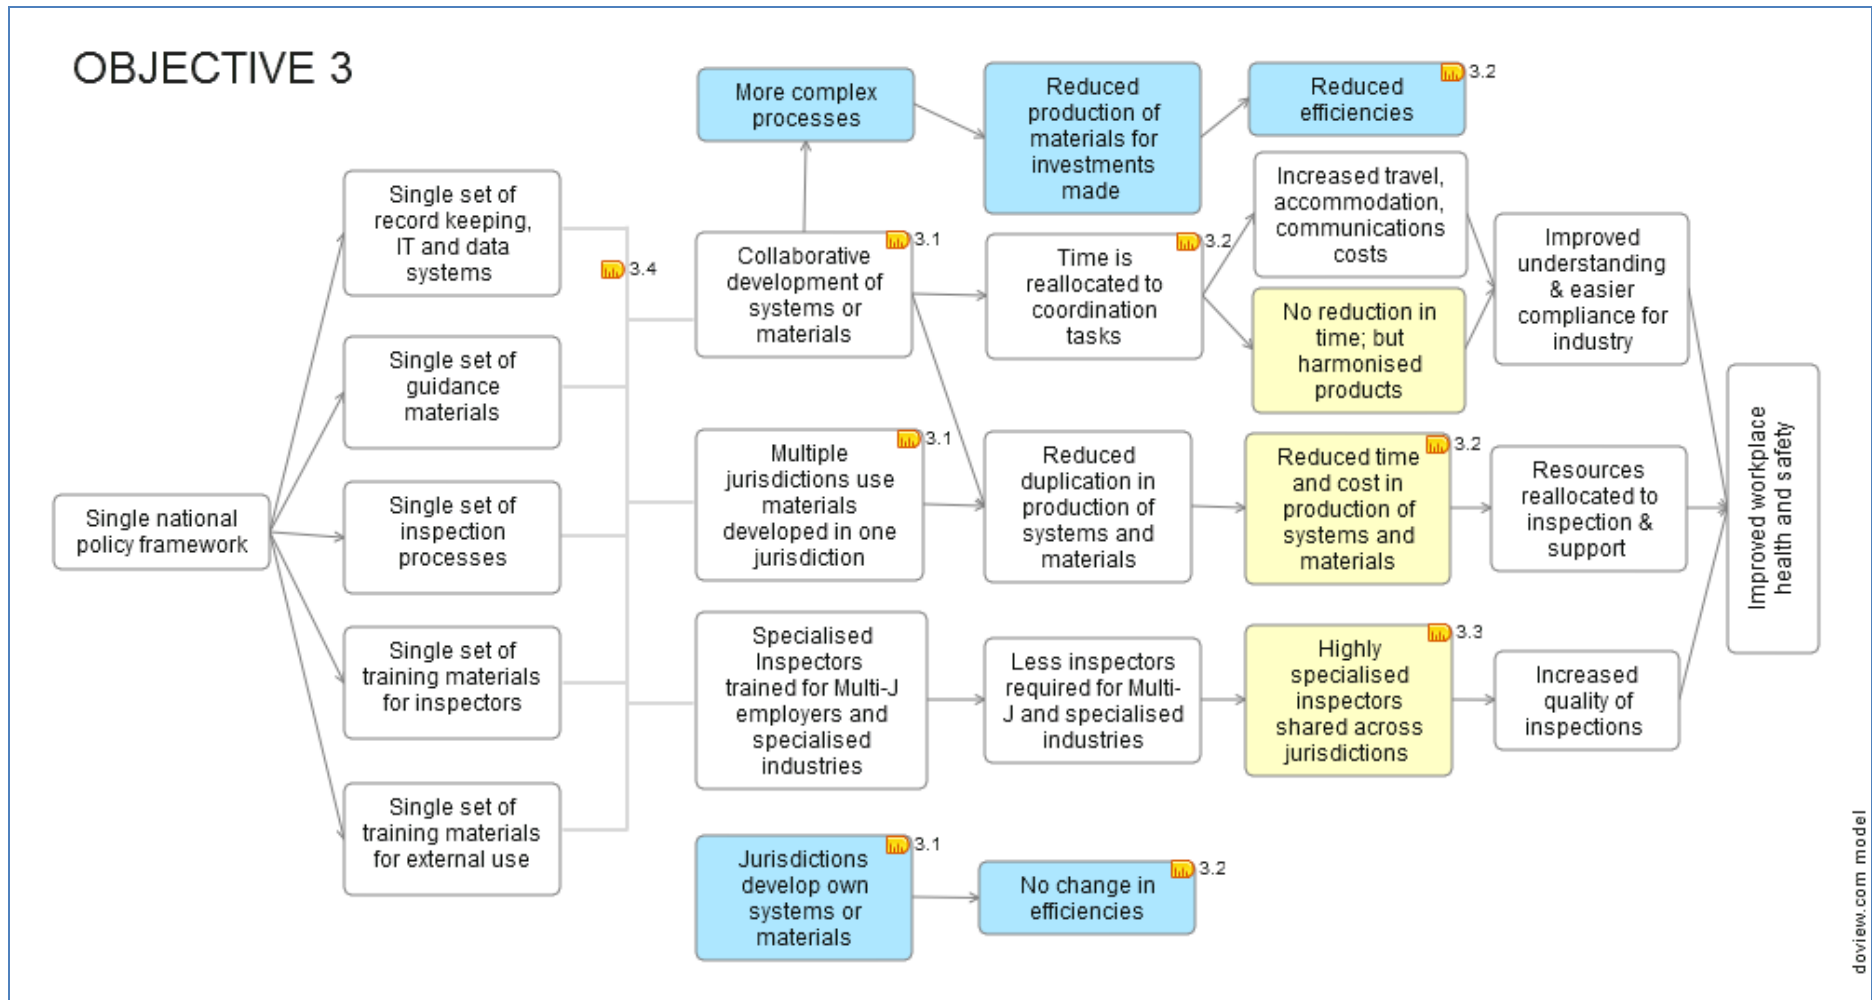 OBJECTIVE 3
Single national
policy framework
Single set of
record keeping,
IT and data
systems
Single set of
guidance
materials
Single set of
inspection
processes
Single set of
training materials
for inspectors
Single set of
training materials
for external use
3.4
More complex
processes
Reduced
production of
materials for
investments
made
3.2
Reduced
efficiencies
3.1
Collaborative
development of
systems or
materials
3.2
Time is
reallocated to
coordination
tasks
Increased travel,
accommodation,
communications
costs
No reduction in
time; but
harmonised
products
Improved
understanding
& easier
compliance for
industry
3.1
Multiple
jurisdictions use
materials
developed in one
jurisdiction
Reduced
duplication in
production of
systems and
materials
3.2
Reduced time
and cost in
production of
systems and
materials
Resources
reallocated to
inspection &
support
Specialised
Inspectors
trained for Multi-J
employers and
specialised
industries
Less inspectors
required for Multi-
J and specialised
industries
3.3
Highly
specialised
inspectors
shared across
jurisdictions
Increased
quality of
inspections
Improved workplace
health and safety
3.1
Jurisdictions
develop own
systems or
materials
3.2
No change in
efficiencies
doview.com model